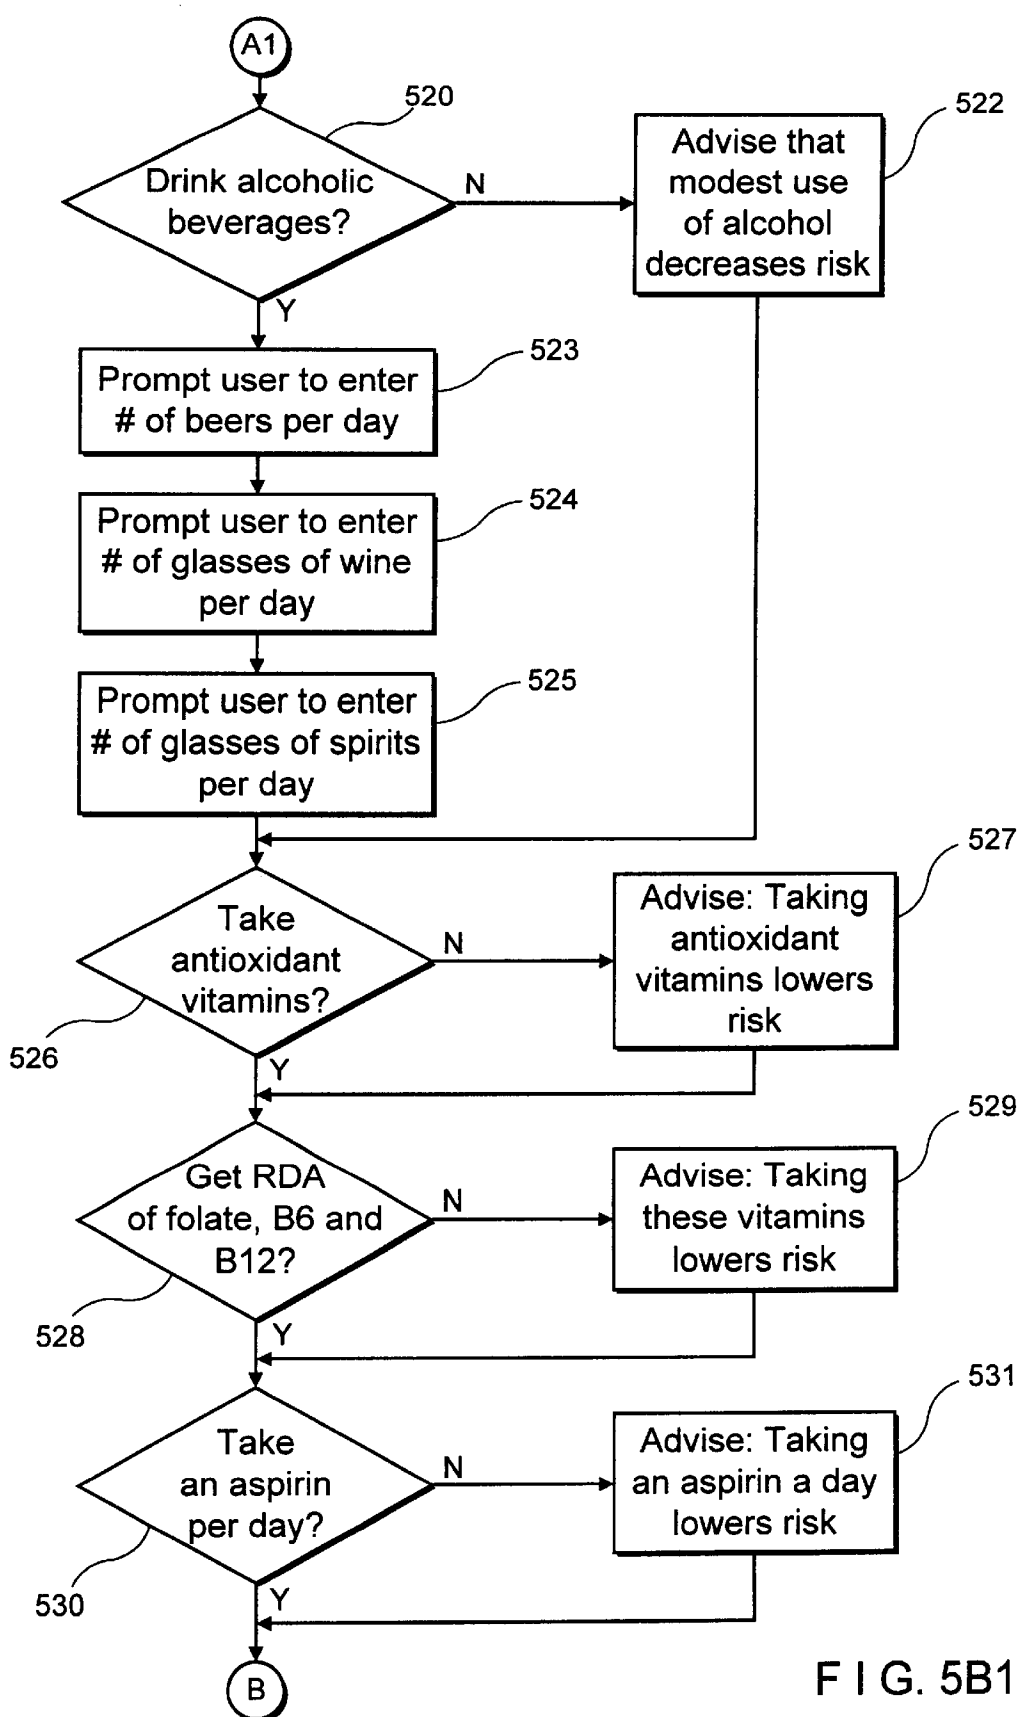 A1
520
Drink alcoholic
beverages?
N
522
Advise that
modest use
of alcohol
decreases risk
Y
523
Prompt user to enter
# of beers per day
524
Prompt user to enter
# of glasses of wine
per day
525
Prompt user to enter
# of glasses of spirits
per day
526
Take
antioxidant
vitamins?
N
527
Advise: Taking
antioxidant
vitamins lowers
risk
Y
528
Get RDA
of folate, B6 and
B12?
N
529
Advise: Taking
these vitamins
lowers risk
Y
530
Take
an aspirin
per day?
N
531
Advise: Taking
an aspirin a day
lowers risk
Y
B
FIG. 5B1